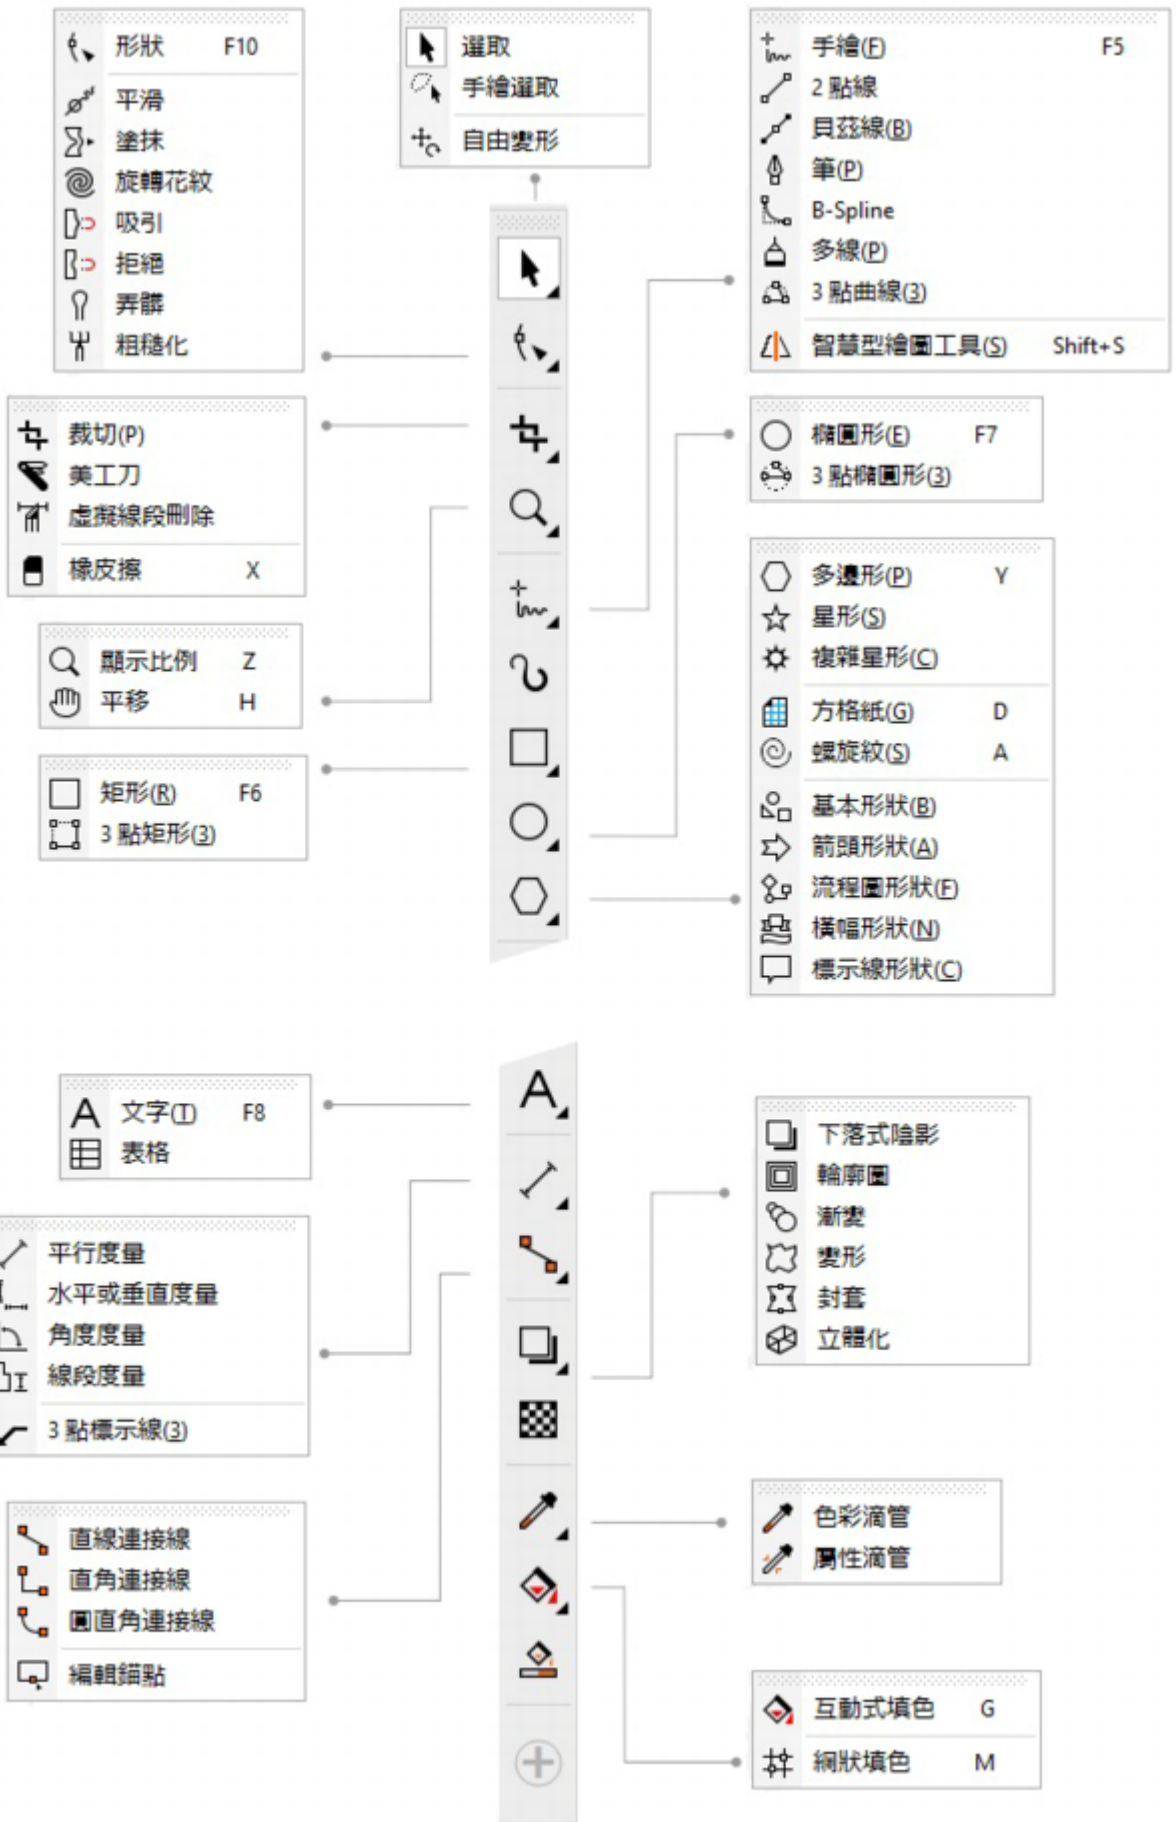 形狀 F10
平滑
塗抹
旋轉花紋
吸引
拒絕
弄髒
粗糙化
選取
手繪選取
自由變形
手繪(F) F5
2 點線
貝茲線(B)
筆(P)
B-Spline
多線(P)
3 點曲線(3)
智慧型繪圖工具(S) Shift+S
裁切(P)
美工刀
虛擬線段刪除
橡皮擦 X
橢圓形(E) F7
3 點橢圓形(3)
顯示比例 Z
平移 H
矩形(R) F6
3 點矩形(3)
多邊形(P) Y
星形(S)
複雜星形(C)
方格紙(G) D
螺旋紋(S) A
基本形狀(B)
箭頭形狀(A)
流程圖形狀(F)
橫幅形狀(N)
標示線形狀(C)
文字(T) F8
表格
平行度量
水平或垂直度量
角度度量
線段度量
3 點標示線(3)
直線連接線
直角連接線
圓直角連接線
編輯錨點
下落式陰影
輪廓圖
漸變
變形
封套
立體化
色彩滴管
屬性滴管
互動式填色 G
網狀填色 M